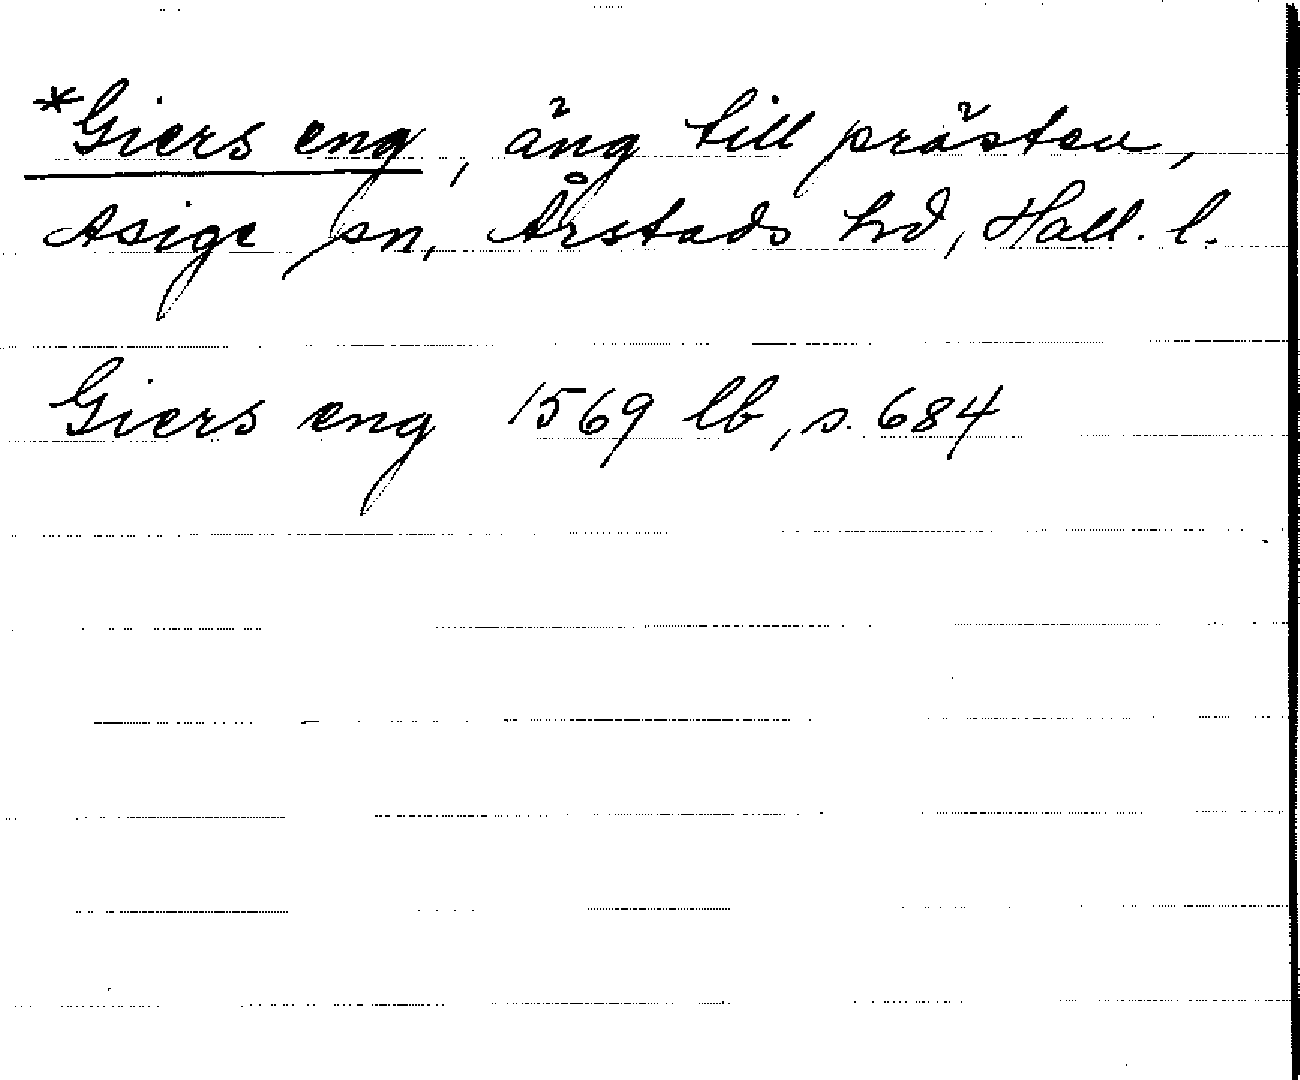 *Giers eng, äng till prästen,
Asige sn, Årstads hd, Hall. l.
Giers eng 1569 lb, s. 684